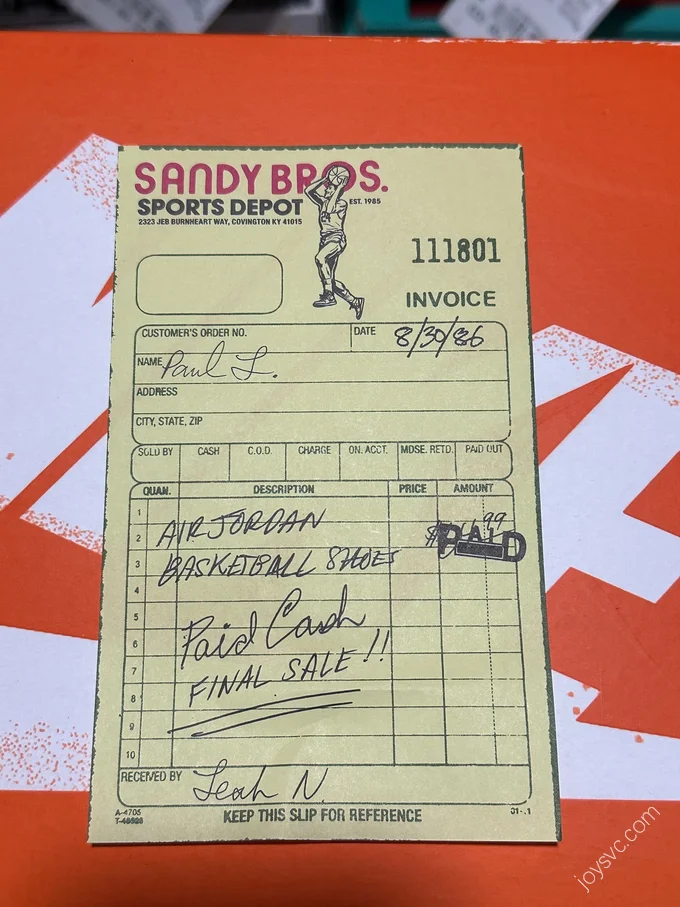 SANDY BROS.
SPORTS DEPOT
EST. 1985
2323 JEB BURNHEART WAY, COVINGTON KY 41015
111801
INVOICE
CUSTOMER'S ORDER NO.
DATE 8/30/86
NAME Paul L.
ADDRESS
CITY, STATE, ZIP
SOLD BY CASH C.O.D. CHARGE ON. ACCT. MDSE. RETD. PAID OUT
QUAN. DESCRIPTION PRICE AMOUNT
1
2 AIR JORDAN
PAID
3 BASKETBALL SHOES
4
5
6 Paid Cash
7 FINAL SALE!!
8
9
10
RECEIVED BY Leah N.
A-4705
KEEP THIS SLIP FOR REFERENCE
joysvc.com